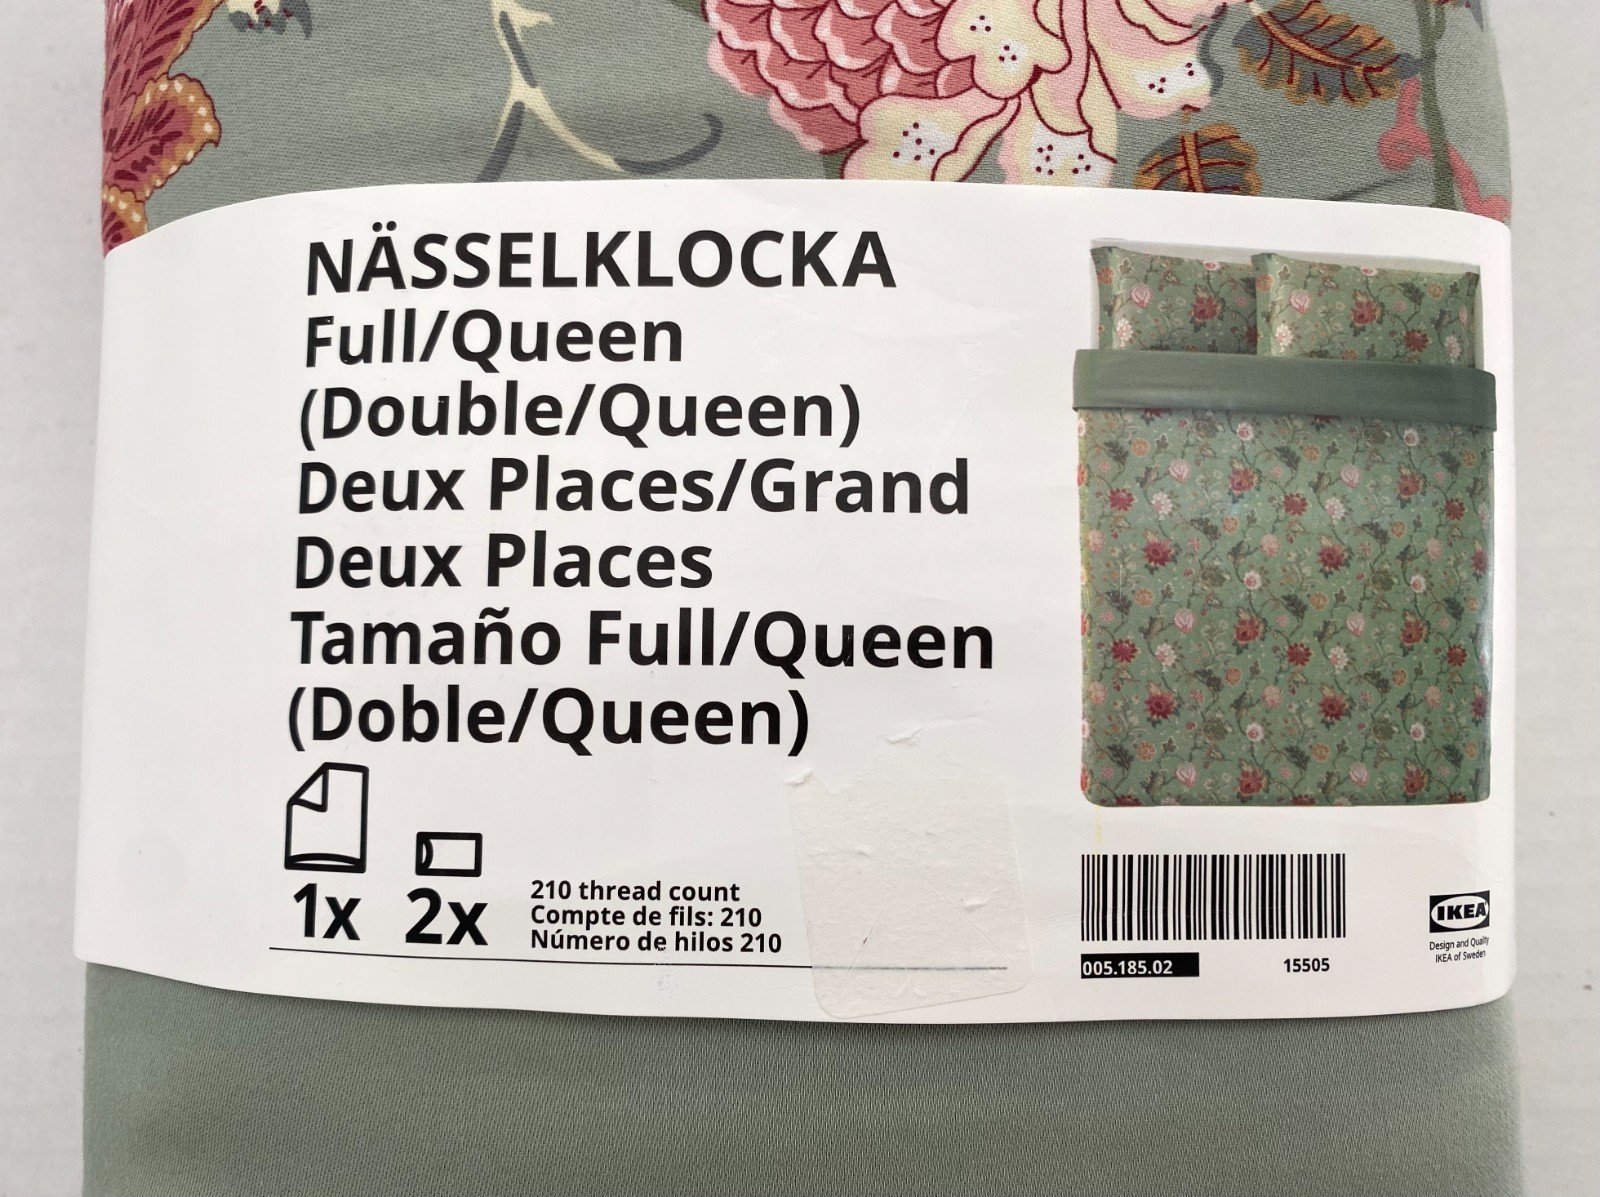 NÄSSELKLOCKA
Full/Queen
(Double/Queen)
Deux Places/Grand
Deux Places
Tamaño Full/Queen
(Doble/Queen)
1x 2x
210 thread count
Compte de fils: 210
Número de hilos 210
005.185.02 15505
IKEA
Design and Quality
IKEA of Sweden